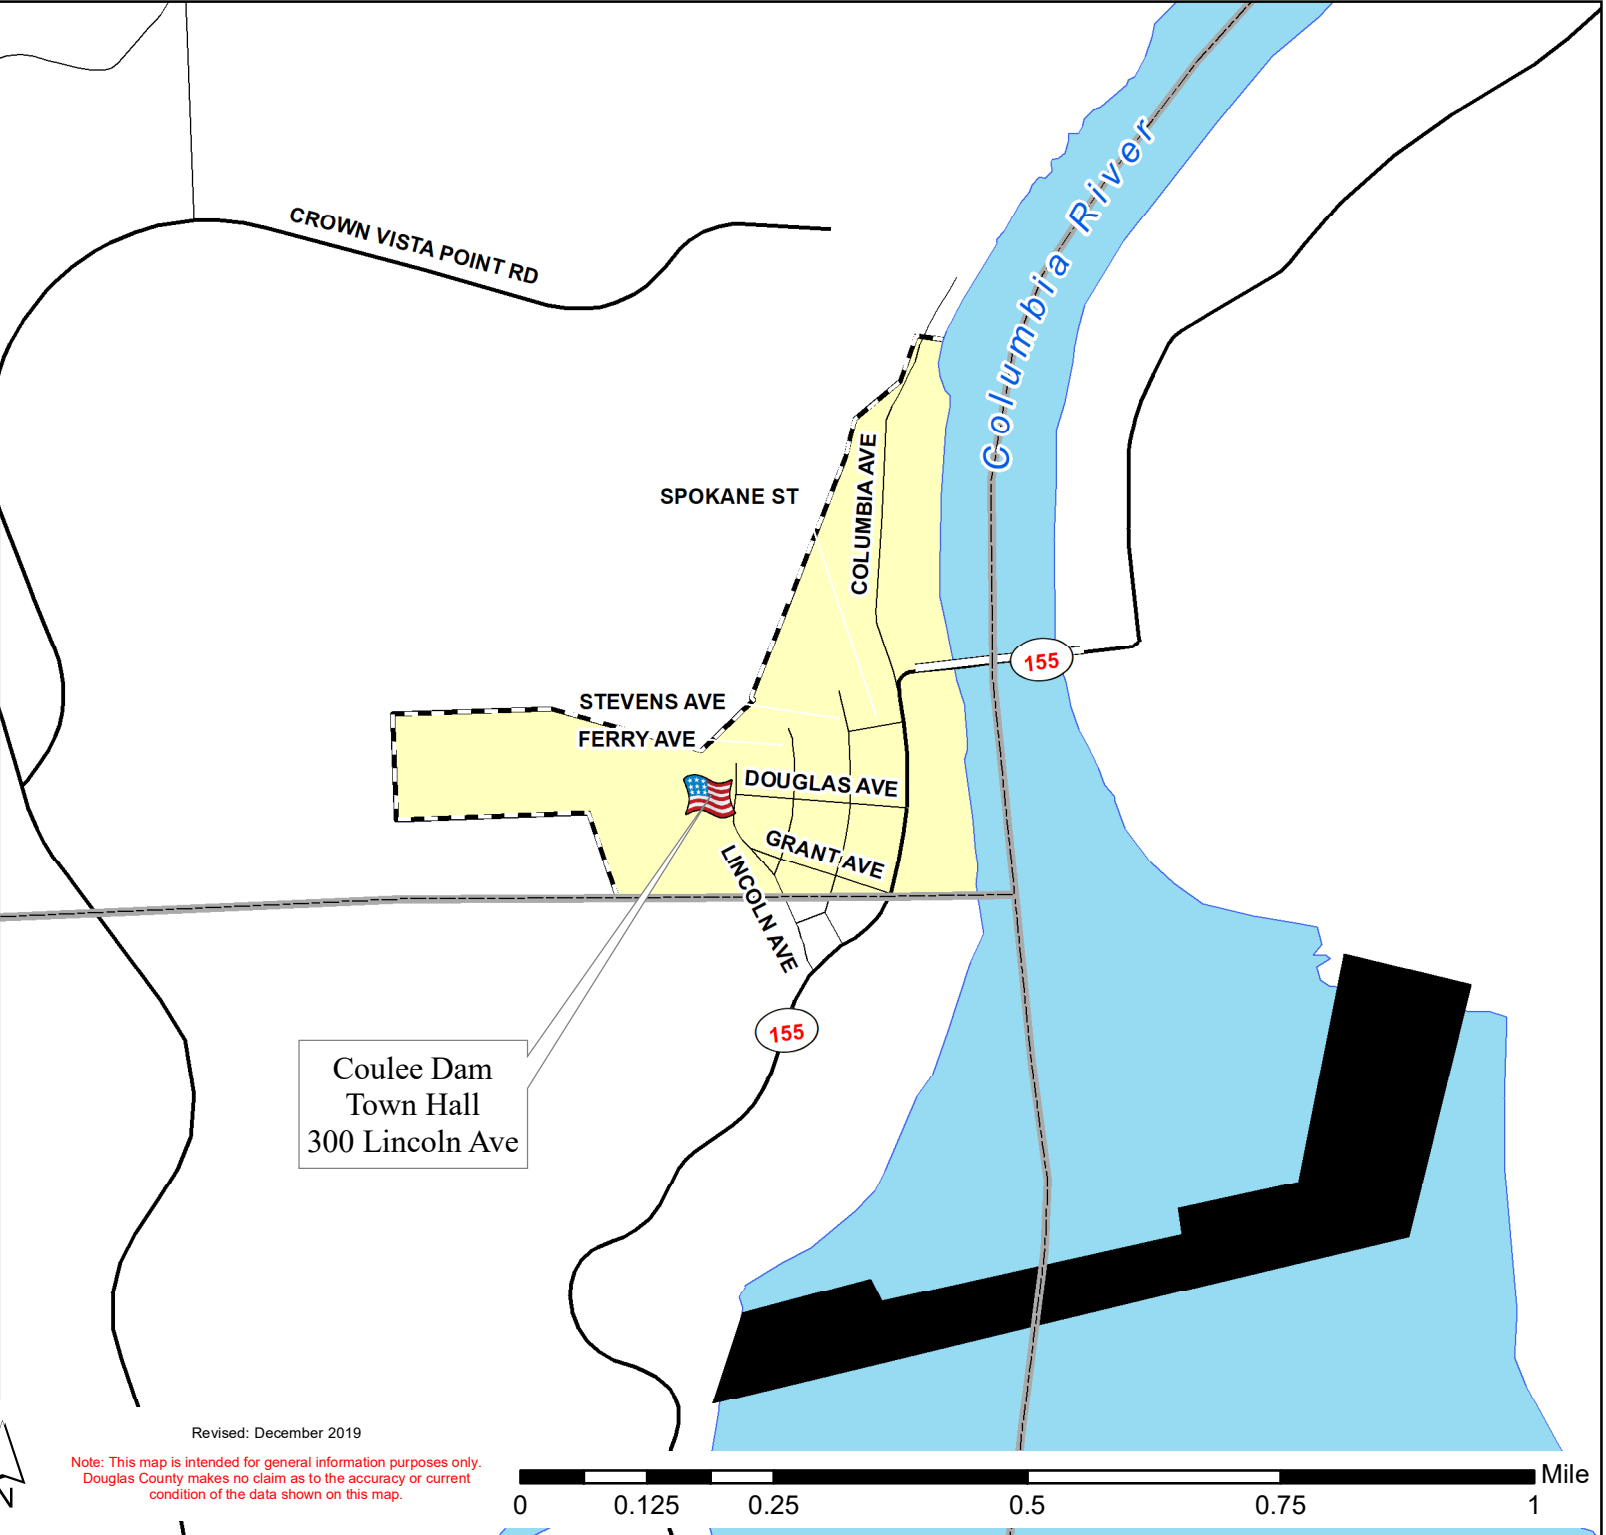 CROWN VISTA POINT RD
Columbia River
COLUMBIA AVE
SPOKANE ST
155
STEVENS AVE
FERRY AVE
DOUGLAS AVE
GRANT AVE
LINCOLN AVE
155
Coulee Dam
Town Hall
300 Lincoln Ave
Revised: December 2019
Note: This map is intended for general information purposes only.
Douglas County makes no claim as to the accuracy or current
condition of the data shown on this map.
N
Mile
0 0.125 0.25 0.5 0.75 1